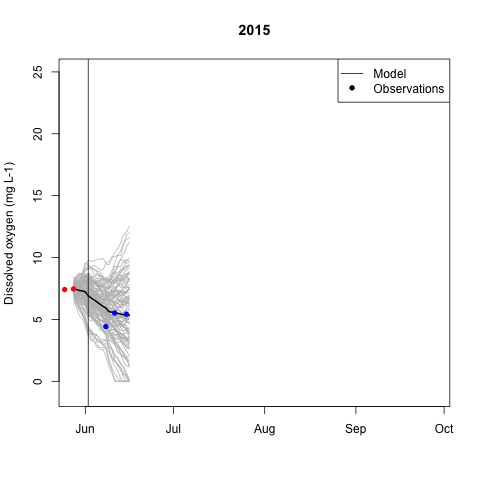 2015
Model
Observations
Dissolved oxygen (mg L-1)
25
20
15
10
5
0
Jun
Jul
Aug
Sep
Oct